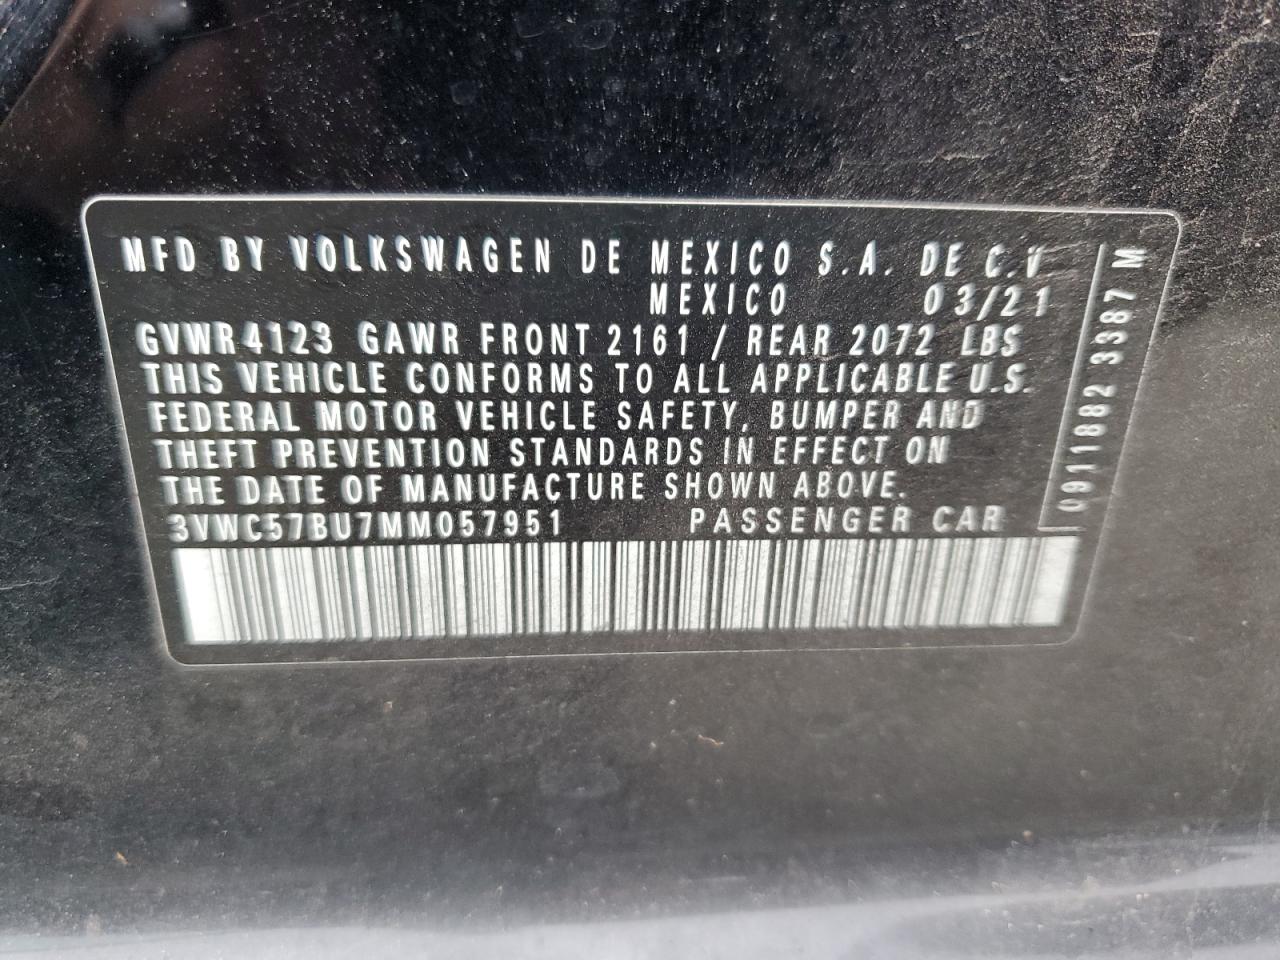 MFD BY VOLKSWAGEN DE MEXICO S.A. DE C.V
MEXICO 03/21
GVWR 4123 GAWR FRONT 2161 / REAR 2072 LBS
THIS VEHICLE CONFORMS TO ALL APPLICABLE U.S.
FEDERAL MOTOR VEHICLE SAFETY, BUMPER AND
THEFT PREVENTION STANDARDS IN EFFECT ON
THE DATE OF MANUFACTURE SHOWN ABOVE.
3VWC57BU7MM057951 PASSENGER CAR
0911882 3387 M